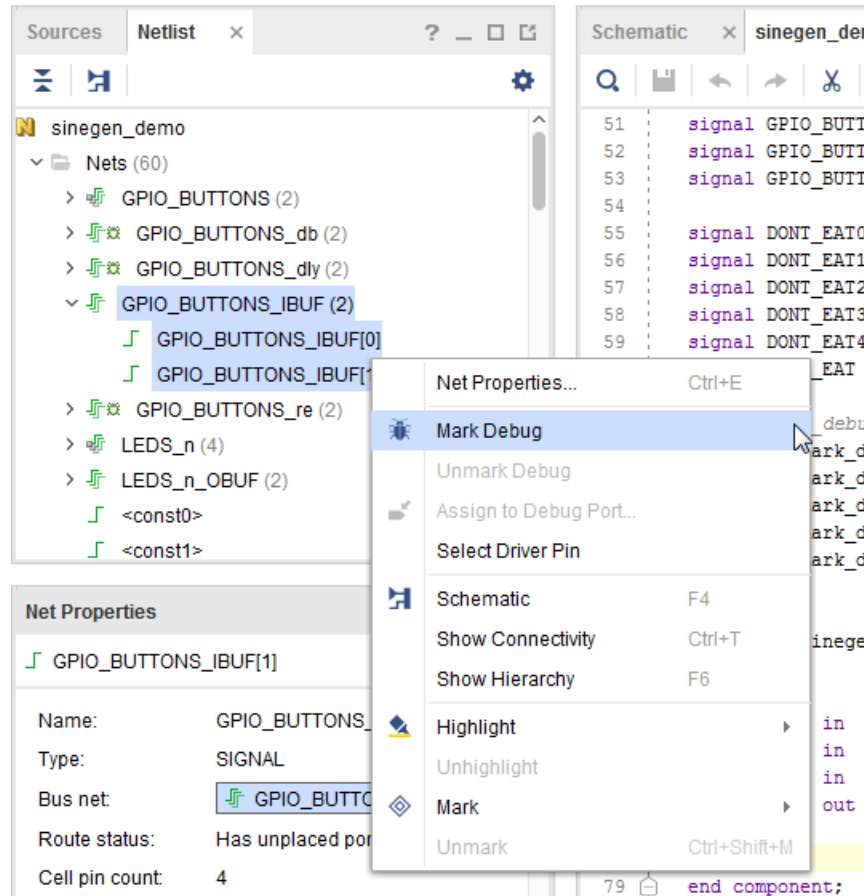 Sources Netlist
sinegen_demo
Nets (60)
GPIO_BUTTONS (2)
GPIO_BUTTONS_db (2)
GPIO_BUTTONS_dly (2)
GPIO_BUTTONS_IBUF (2)
GPIO_BUTTONS_IBUF[0]
GPIO_BUTTONS_IBUF[1
GPIO_BUTTONS_re (2)
LEDS_n (4)
LEDS_n_OBUF (2)
<const0>
<const1>
Net Properties
GPIO_BUTTONS_IBUF[1]
Name: GPIO_BUTTONS_
Type: SIGNAL
Bus net: GPIO_BUTTO
Route status: Has unplaced por
Cell pin count: 4
Net Properties... Ctrl+E
Mark Debug
Unmark Debug
Assign to Debug Port...
Select Driver Pin
Schematic F4
Show Connectivity Ctrl+T
Show Hierarchy F6
Highlight
Unhighlight
Mark
Unmark Ctrl+Shift+M
Schematic sinegen_der
51 signal GPIO_BUTT
52 signal GPIO_BUTT
53 signal GPIO_BUTT
54
55 signal DONT_EAT0
56 signal DONT_EAT1
57 signal DONT_EAT2
58 signal DONT_EAT3
59 signal DONT_EAT4
_EAT
_debu
ark_d
ark_d
ark_d
ark_d
ark_d
inege
in
in
in
out
79 end component;